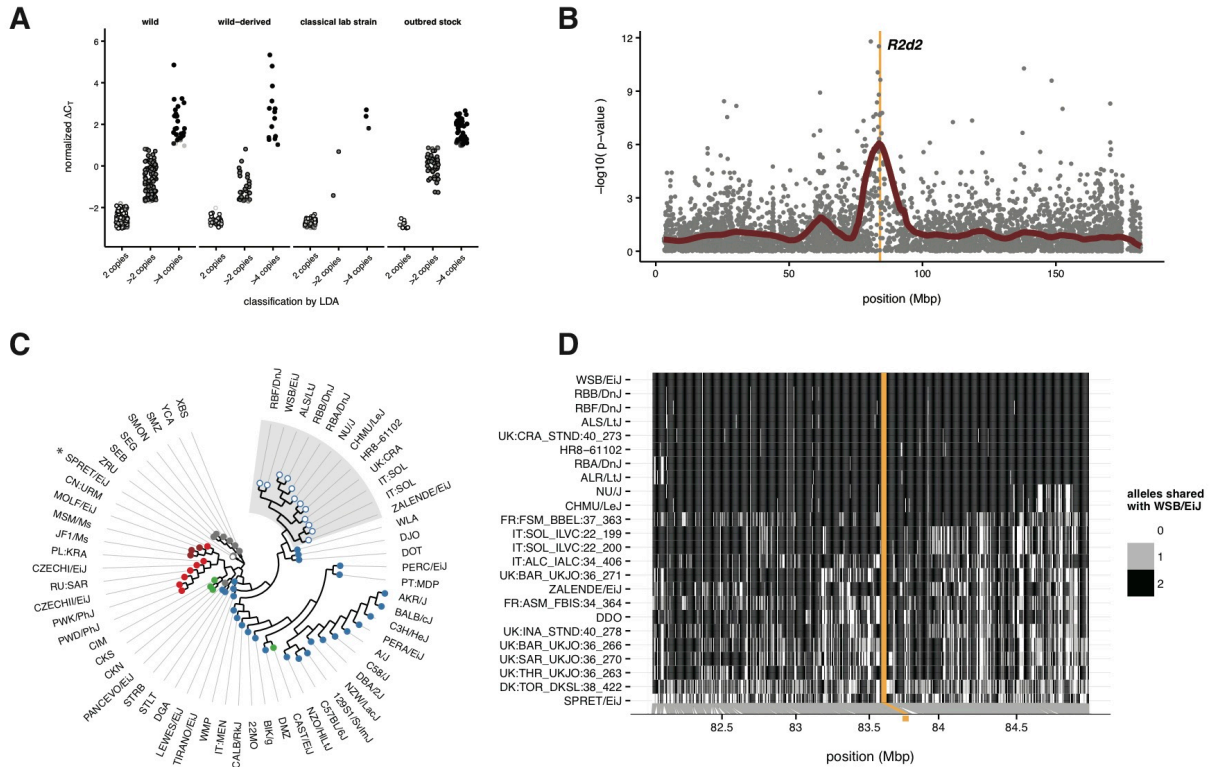 A
wild
wild−derived
classical lab strain
outbred stock
normalized ΔCT
6
4
2
0
−2
2 copies
>2 copies
>4 copies
2 copies
>2 copies
>4 copies
2 copies
>2 copies
>4 copies
2 copies
>2 copies
>4 copies
classification by LDA
B
R2d2
−log10( p−value )
12
9
6
3
0
0
50
100
150
position (Mbp)
C
RBF/DnJ
WSB/EiJ
ALS/LtJ
RBB/DnJ
RBA/DnJ
NU/J
CHMU/LeJ
HR8−61102
UK:CRA
IT:SOL
IT:SOL
ZALENDE/EiJ
WLA
DJO
DOT
PERC/EiJ
PT:MDP
AKR/J
BALB/cJ
C3H/HeJ
PERA/EiJ
A/J
C58/J
DBA/2J
NZW/LacJ
129S1/SvImJ
C57BL/6J
NZO/HlLtJ
CAST/EiJ
DMZ
BIK/g
22MO
CALB/RkJ
IT:MEN
WMP
TIRANO/EiJ
LEWES/EiJ
DGA
STLT
STRB
PANCEVO/EiJ
CKN
CKS
CIM
PWD/PhJ
PWK/PhJ
CZECHII/EiJ
RU:SAR
CZECHI/EiJ
PL:KRA
JF1/Ms
MSM/Ms
MOLF/EiJ
CN:URM
ZRU
* SPRET/EiJ
SEB
SEG
SMON
SMZ
YCA
XBS
D
WSB/EiJ
RBB/DnJ
RBF/DnJ
ALS/LtJ
UK:CRA_STND:40_273
HR8−61102
RBA/DnJ
ALR/LtJ
NU/J
CHMU/LeJ
FR:FSM_BBEL:37_363
IT:SOL_ILVC:22_199
IT:SOL_ILVC:22_200
IT:ALC_IALC:34_406
UK:BAR_UKJO:36_271
ZALENDE/EiJ
FR:ASM_FBIS:34_364
DDO
UK:INA_STND:40_278
UK:BAR_UKJO:36_266
UK:SAR_UKJO:36_270
UK:THR_UKJO:36_263
DK:TOR_DKSL:38_422
SPRET/EiJ
82.5
83
83.5
84
84.5
position (Mbp)
alleles shared
with WSB/EiJ
0
1
2